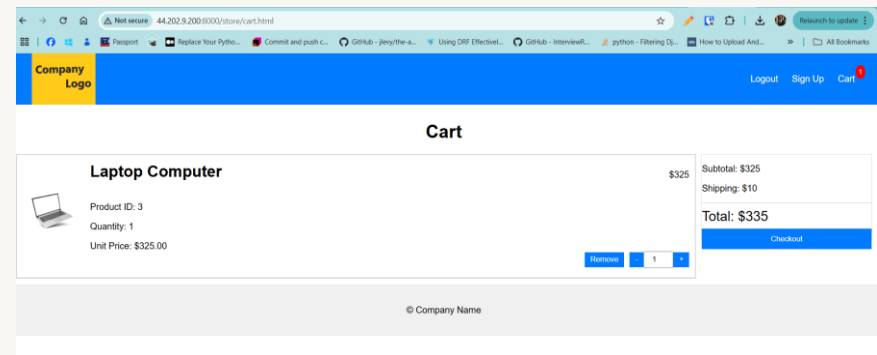 Not secure 44.202.9.200:8000/store/cart.html Relaunch to update
Passport Replace Your Pytho... Commit and push c... GitHub - jlevy/the-a... Using DRF Effectivel... GitHub - Interviewfi... python - Filtering Dj... How to Upload And... » All Bookmarks
Company
Logo
Logout Sign Up Cart 1
Cart
Laptop Computer
$325
Product ID: 3
Quantity: 1
Unit Price: $325.00
Remove - 1 +
Subtotal: $325
Shipping: $10
Total: $335
Checkout
© Company Name